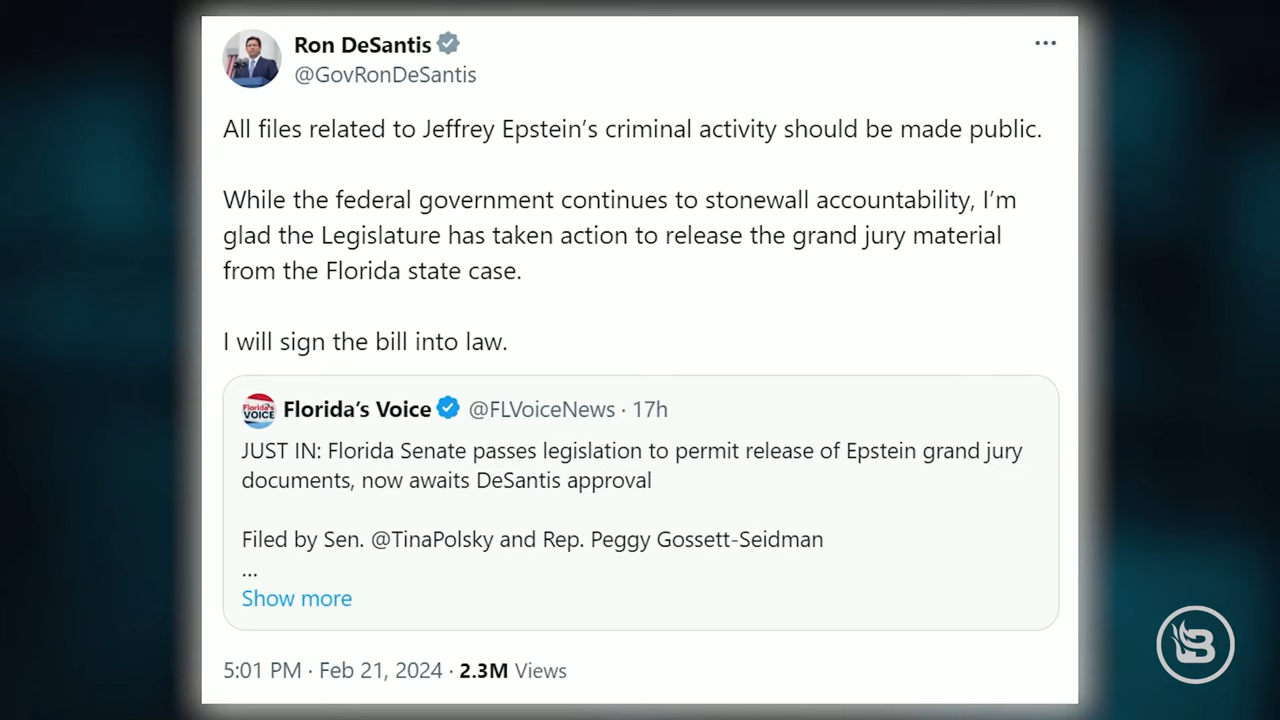 Ron DeSantis
@GovRonDeSantis
All files related to Jeffrey Epstein’s criminal activity should be made public.
While the federal government continues to stonewall accountability, I’m
glad the Legislature has taken action to release the grand jury material
from the Florida state case.
I will sign the bill into law.
Florida's VOICE
Florida’s Voice @FLVoiceNews · 17h
JUST IN: Florida Senate passes legislation to permit release of Epstein grand jury
documents, now awaits DeSantis approval
Filed by Sen. @TinaPolsky and Rep. Peggy Gossett-Seidman
...
Show more
5:01 PM · Feb 21, 2024 · 2.3M Views
B